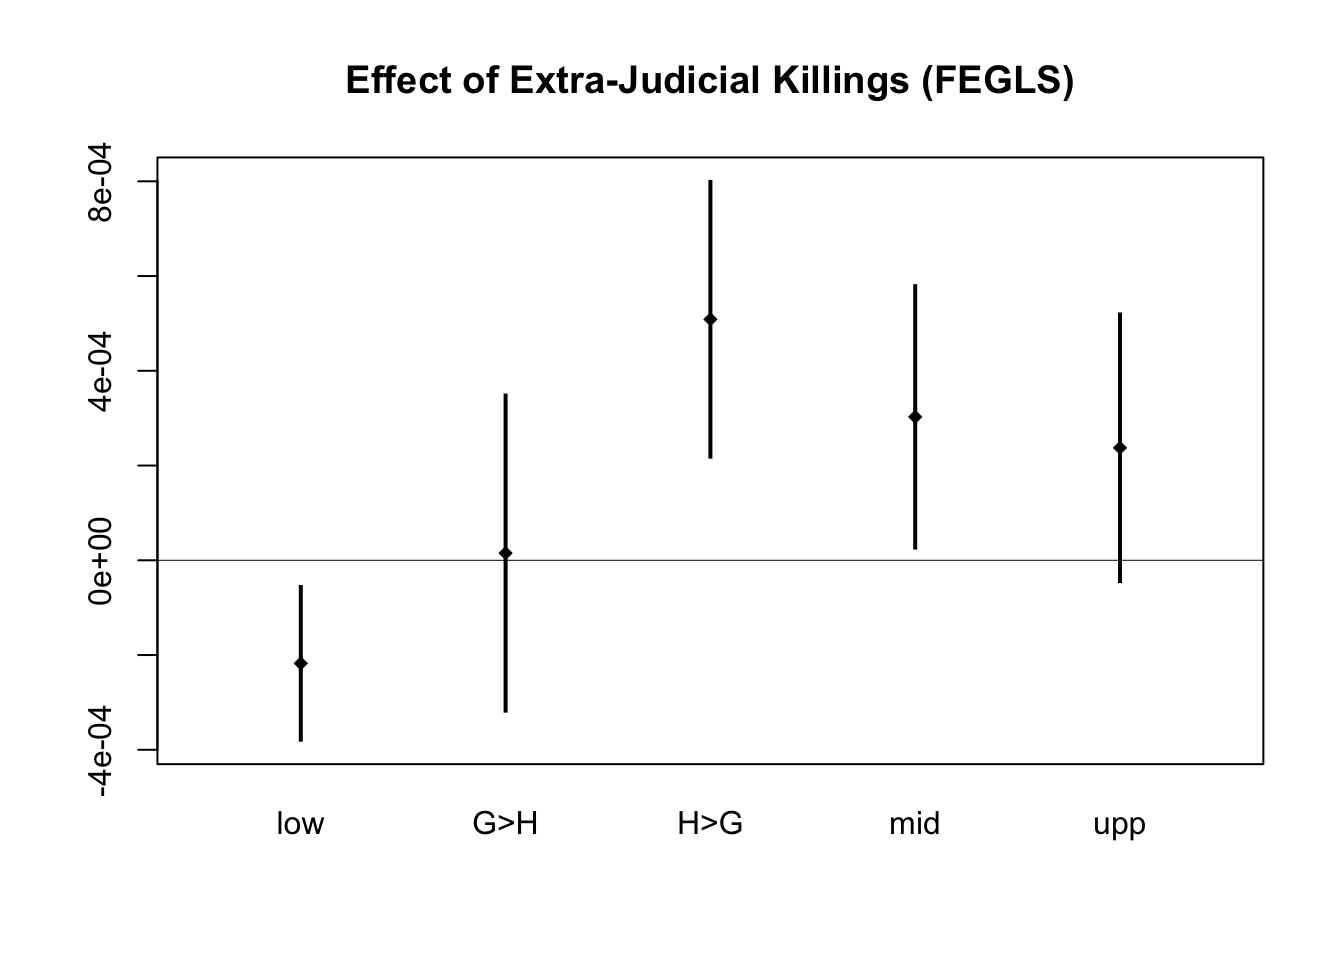 Effect of Extra-Judicial Killings (FEGLS)
8e-04
4e-04
0e+00
-4e-04
low G>H H>G mid upp